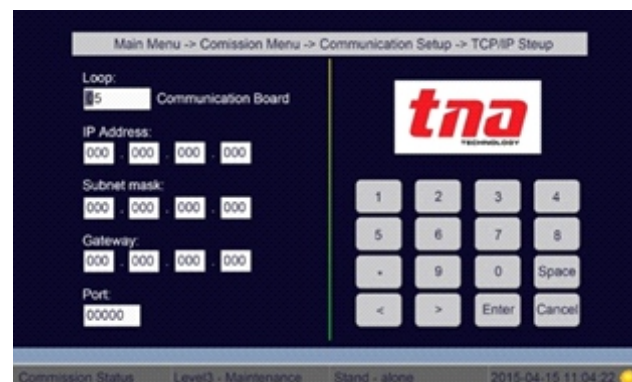 Main Menu -> Comission Menu -> Communication Setup -> TCP/IP Steup
Loop:
05 Communication Board
IP Address:
000 . 000 . 000 . 000
Subnet mask:
000 . 000 . 000 . 000
Gateway:
000 . 000 . 000 . 000
Port:
00000
tna
TECHNOLOGY
1 2 3 4
5 6 7 8
. 9 0 Space
< > Enter Cancel
Commission Status Level3 - Maintenance Stand - alone 2015-04-15 11:04:22